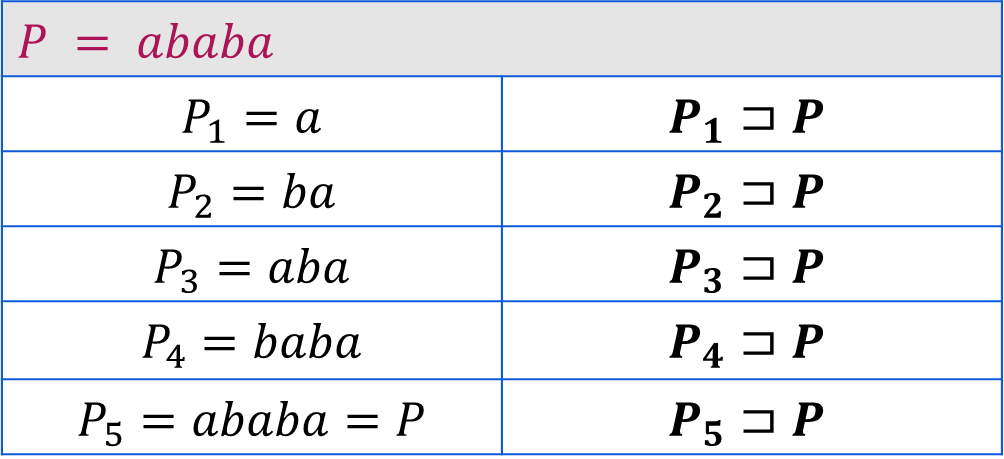 P = ababa
P₁ = a P₁ ⊐ P
P₂ = ba P₂ ⊐ P
P₃ = aba P₃ ⊐ P
P₄ = baba P₄ ⊐ P
P₅ = ababa = P P₅ ⊐ P